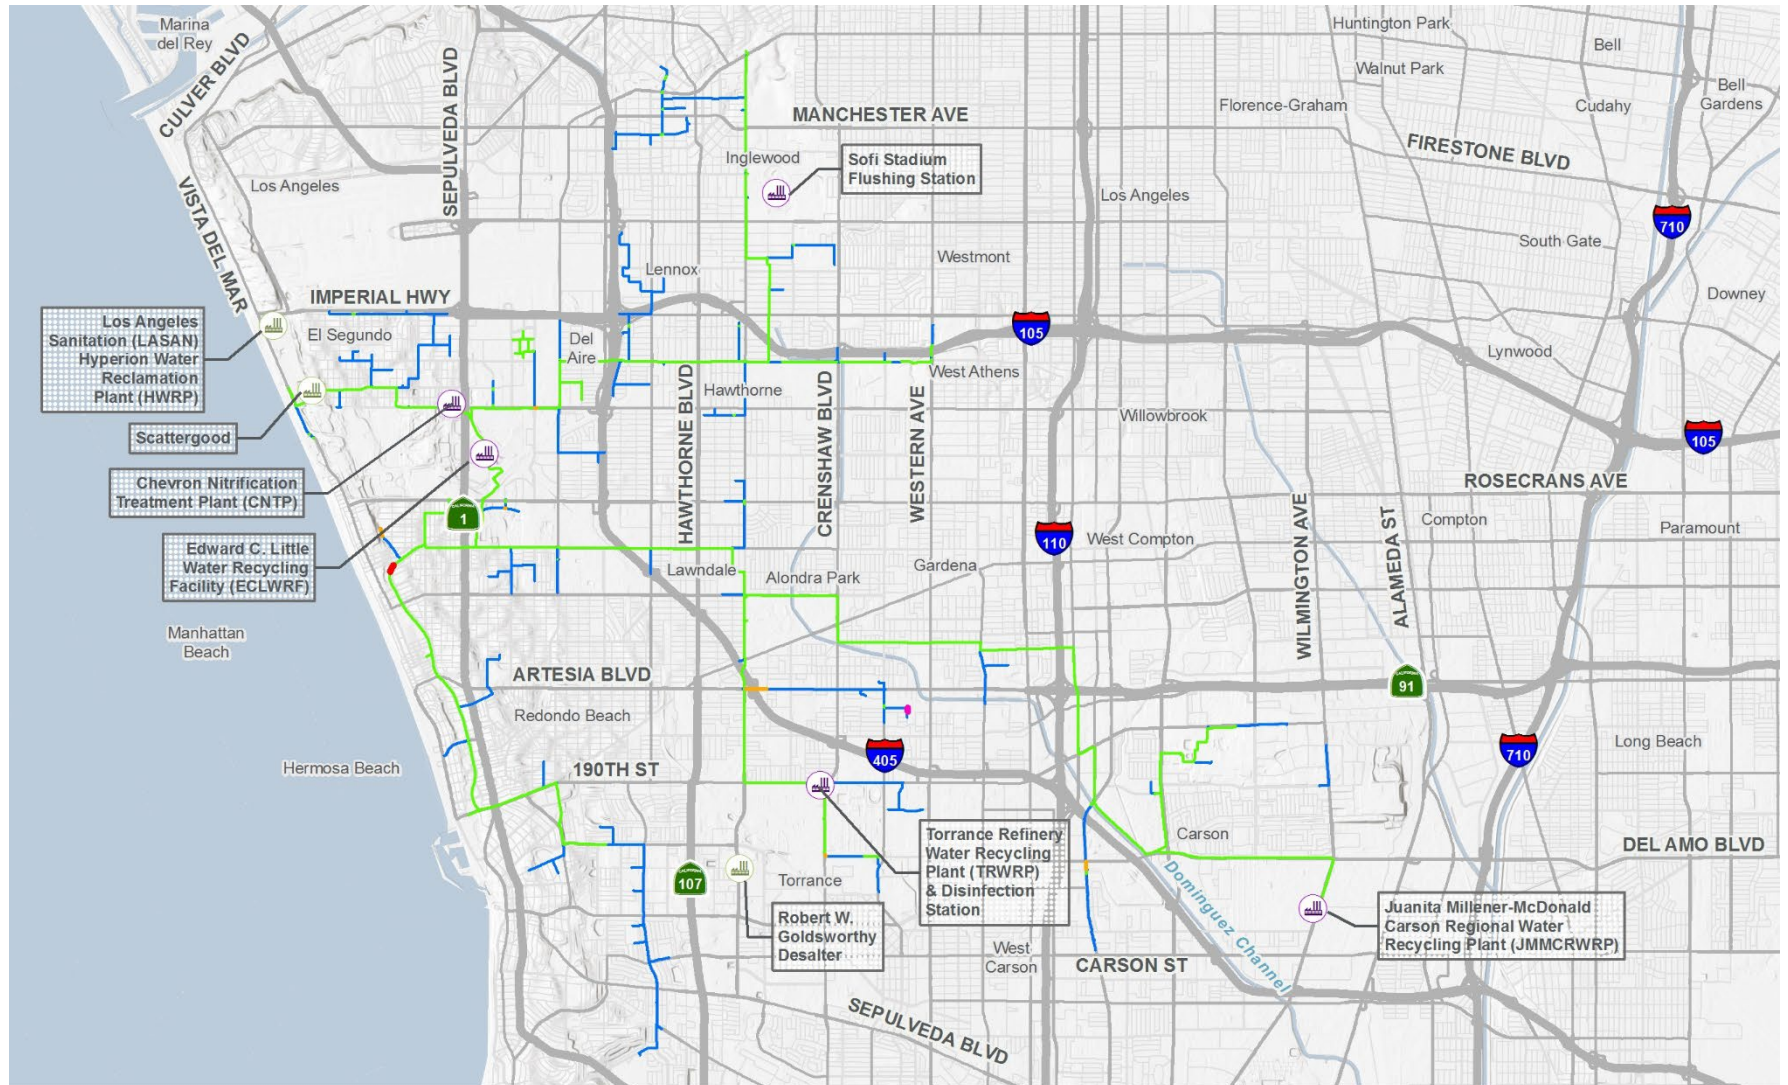 Marina
del Rey
CULVER BLVD
SEPULVEDA BLVD
Huntington Park
Bell
Walnut Park
Bell
Gardens
Cudahy
Florence-Graham
MANCHESTER AVE
FIRESTONE BLVD
Inglewood
Sofi Stadium
Flushing Station
Los Angeles
Los Angeles
VISTA DEL MAR
710
South Gate
Westmont
Lennox
Downey
IMPERIAL HWY
Los Angeles
Sanitation (LASAN)
Hyperion Water
Reclamation
Plant (HWRP)
El Segundo
Del
Aire
105
Lynwood
West Athens
Hawthorne
HAWTHORNE BLVD
CRENSHAW BLVD
WESTERN AVE
Willowbrook
Scattergood
105
Chevron Nitrification
Treatment Plant (CNTP)
ROSECRANS AVE
CALIFORNIA
1
WILMINGTON AVE
ALAMEDA ST
Compton
Paramount
110
West Compton
Edward C. Little
Water Recycling
Facility (ECLWRF)
Lawndale
Alondra Park
Gardena
Manhattan
Beach
ARTESIA BLVD
CALIFORNIA
91
Redondo Beach
Long Beach
710
405
Hermosa Beach
190TH ST
Torrance Refinery
Water Recycling
Plant (TRWRP)
& Disinfection
Station
Carson
DEL AMO BLVD
CALIFORNIA
107
Torrance
Dominguez Channel
Robert W.
Goldsworthy
Desalter
Juanita Millener-McDonald
Carson Regional Water
Recycling Plant (JMMCRWRP)
West
Carson
CARSON ST
SEPULVEDA BLVD